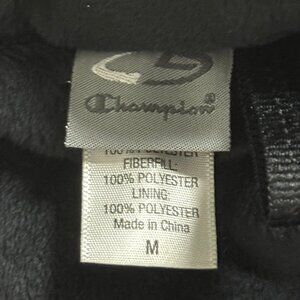 Champion®
100% POLYESTER
FIBERFILL:
100% POLYESTER
LINING:
100% POLYESTER
Made in China
M